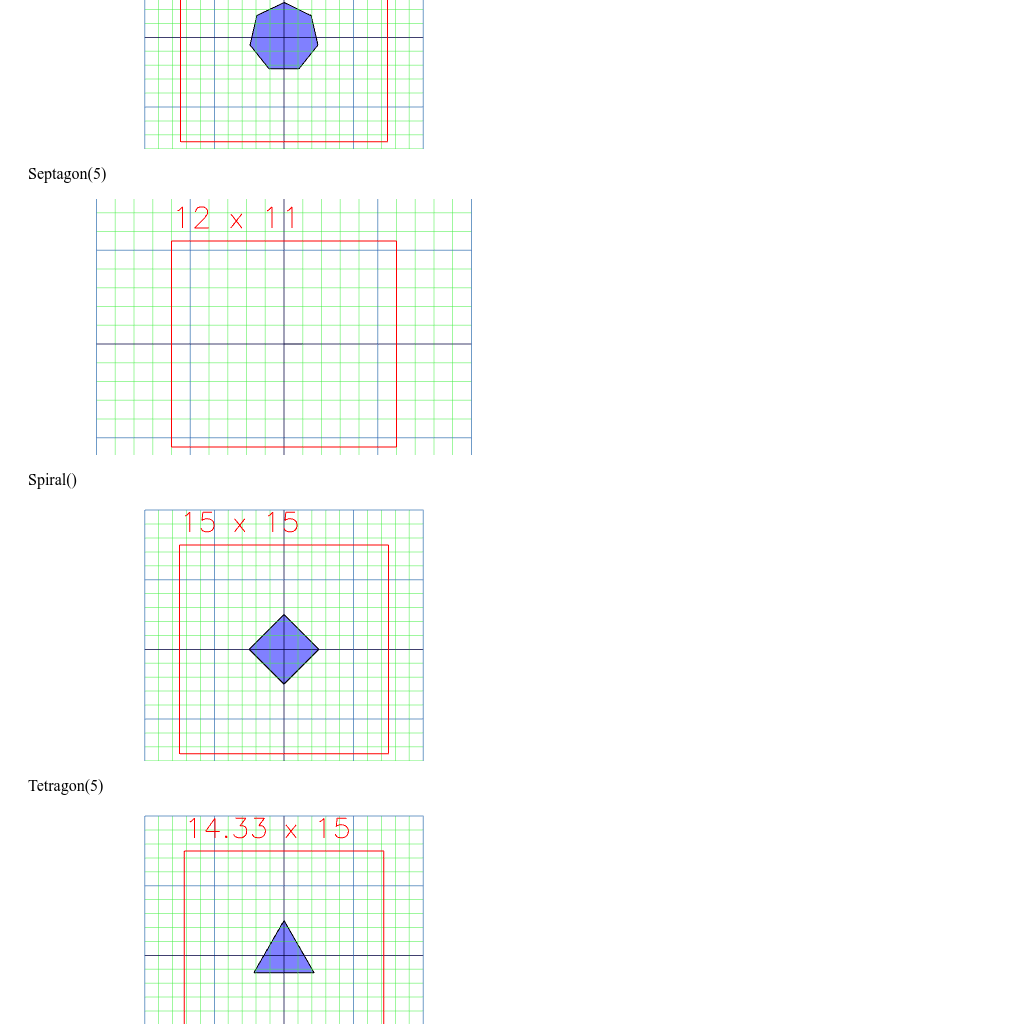 Septagon(5)
12 x 11
Spiral()
15 x 15
Tetragon(5)
14.33 x 15